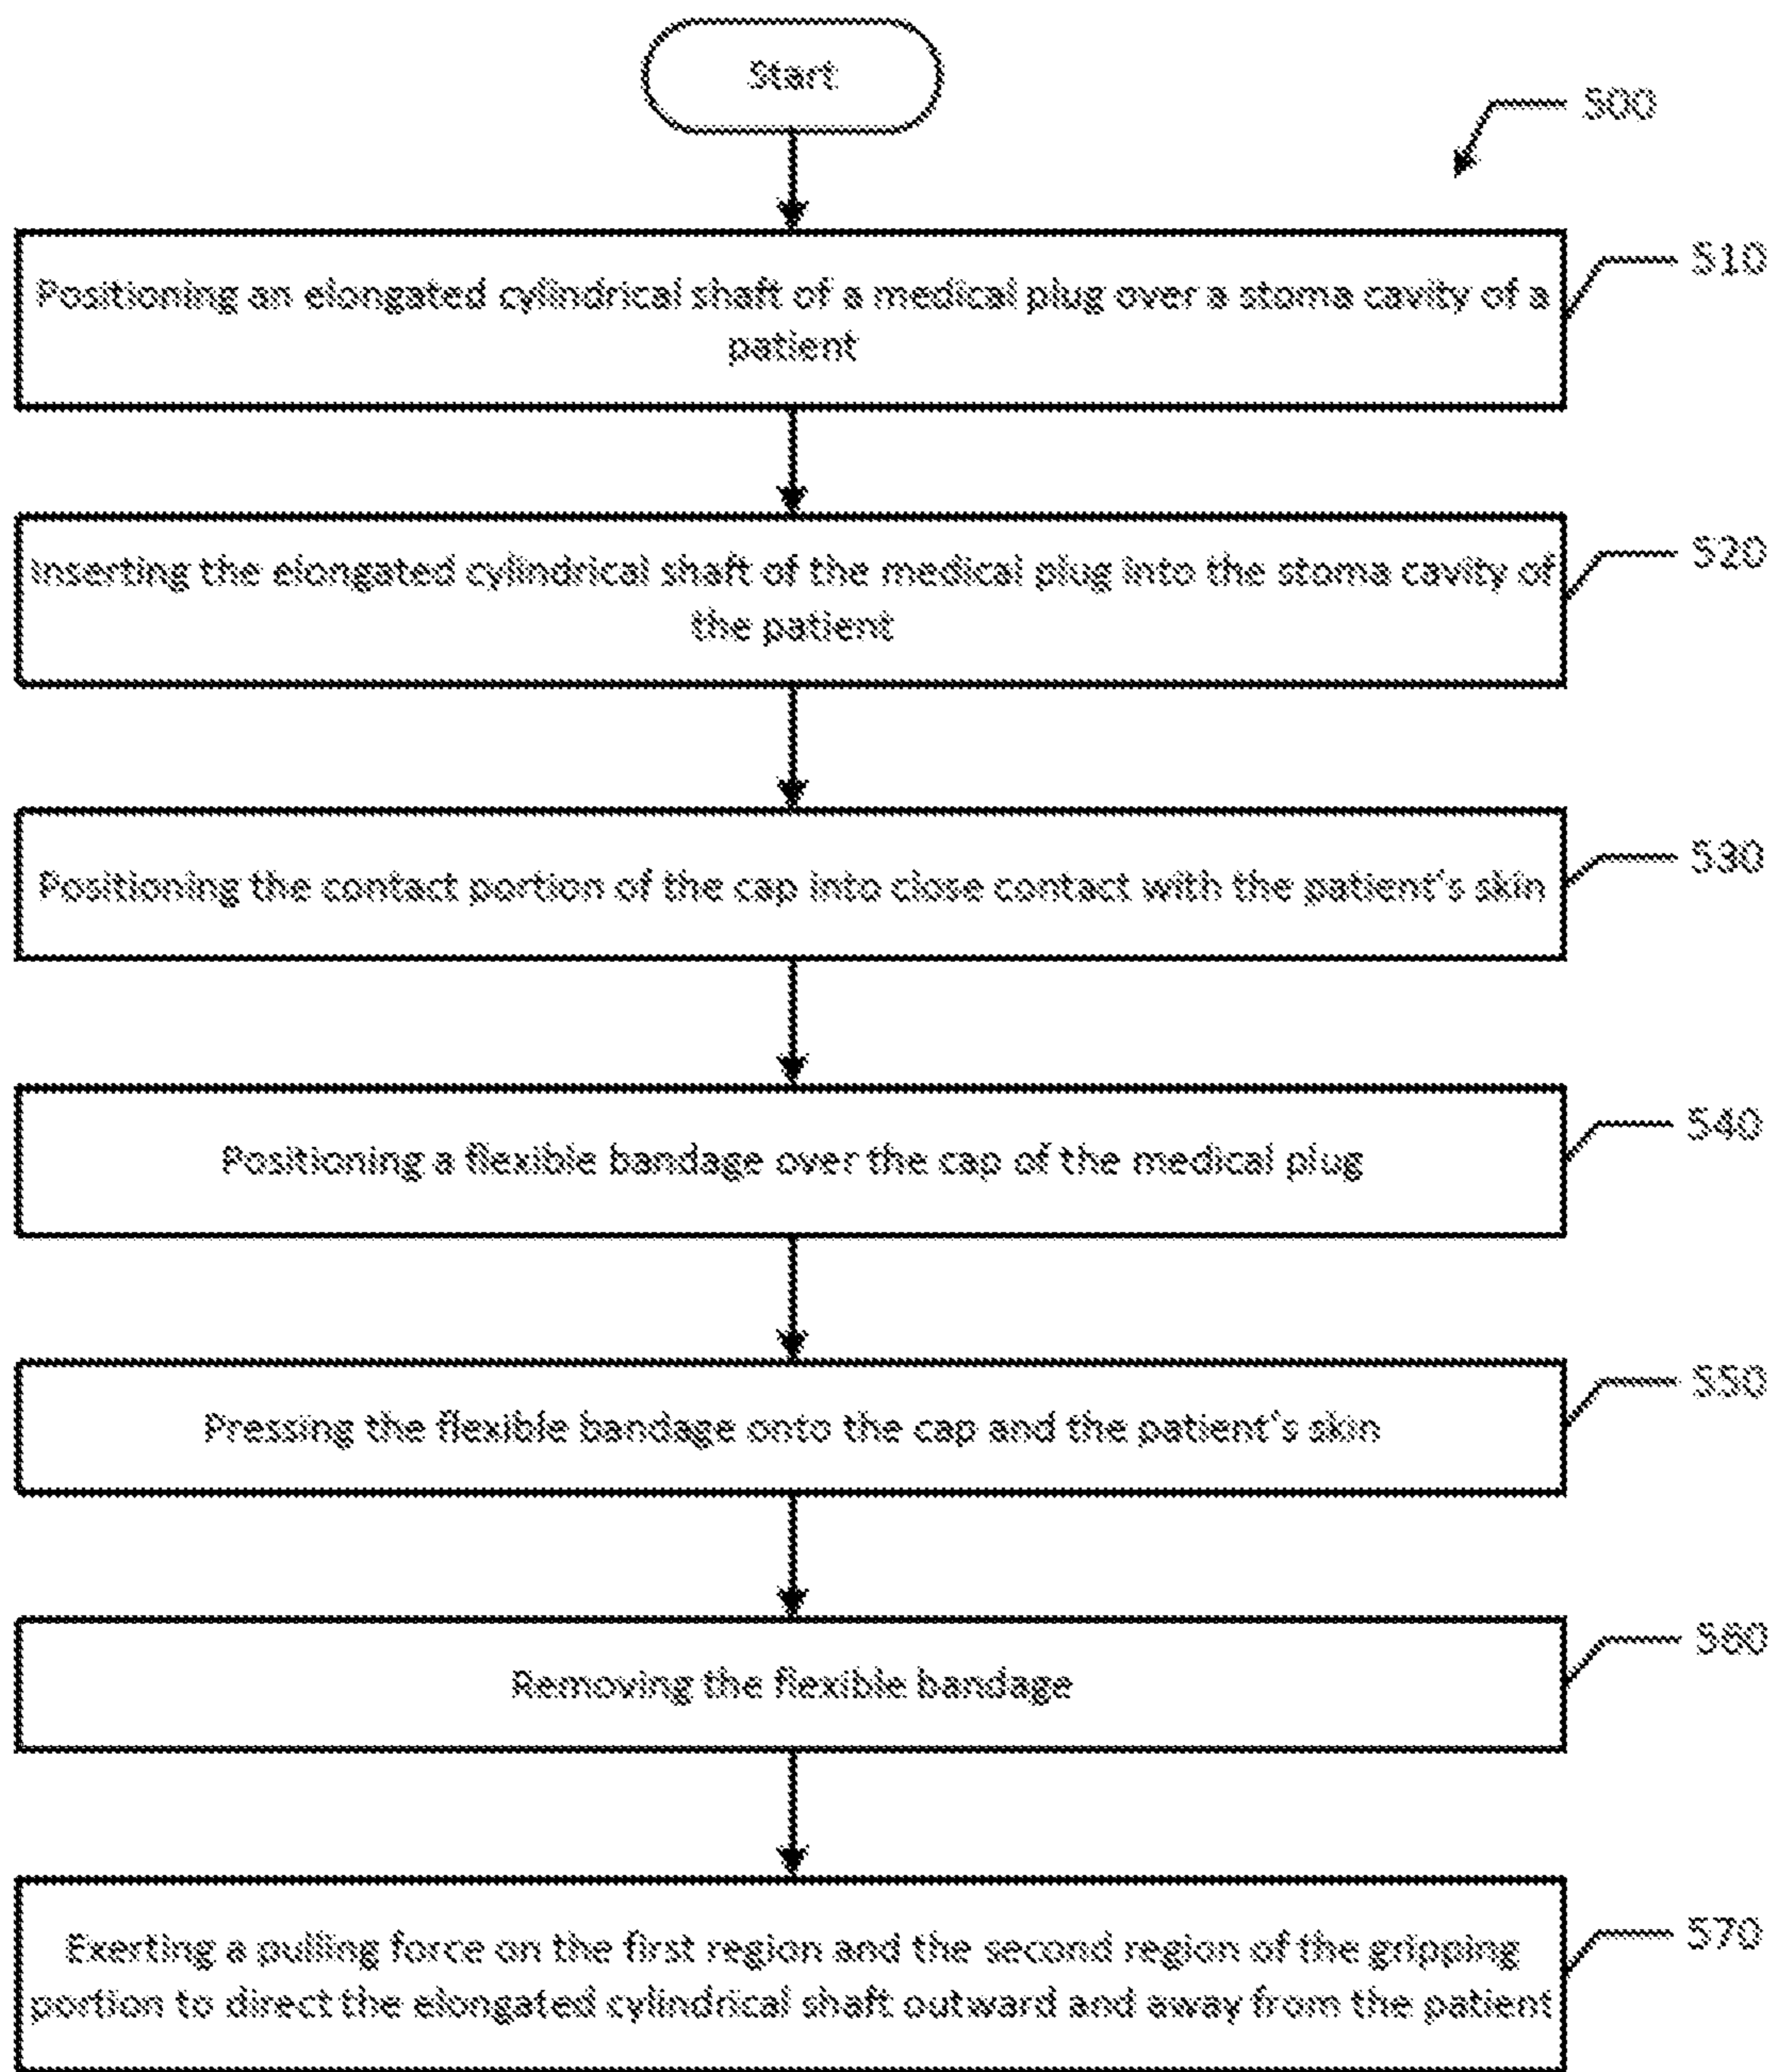 Start
500
Positioning an elongated cylindrical shaft of a medical plug over a stoma cavity of a
patient
510
Inserting the elongated cylindrical shaft of the medical plug into the stoma cavity of
the patient
520
Positioning the contact portion of the cap into close contact with the patient's skin
530
Positioning a flexible bandage over the cap of the medical plug
540
Pressing the flexible bandage onto the cap and the patient's skin
550
Removing the flexible bandage
560
Exerting a pulling force on the first region and the second region of the gripping
portion to direct the elongated cylindrical shaft outward and away from the patient
570